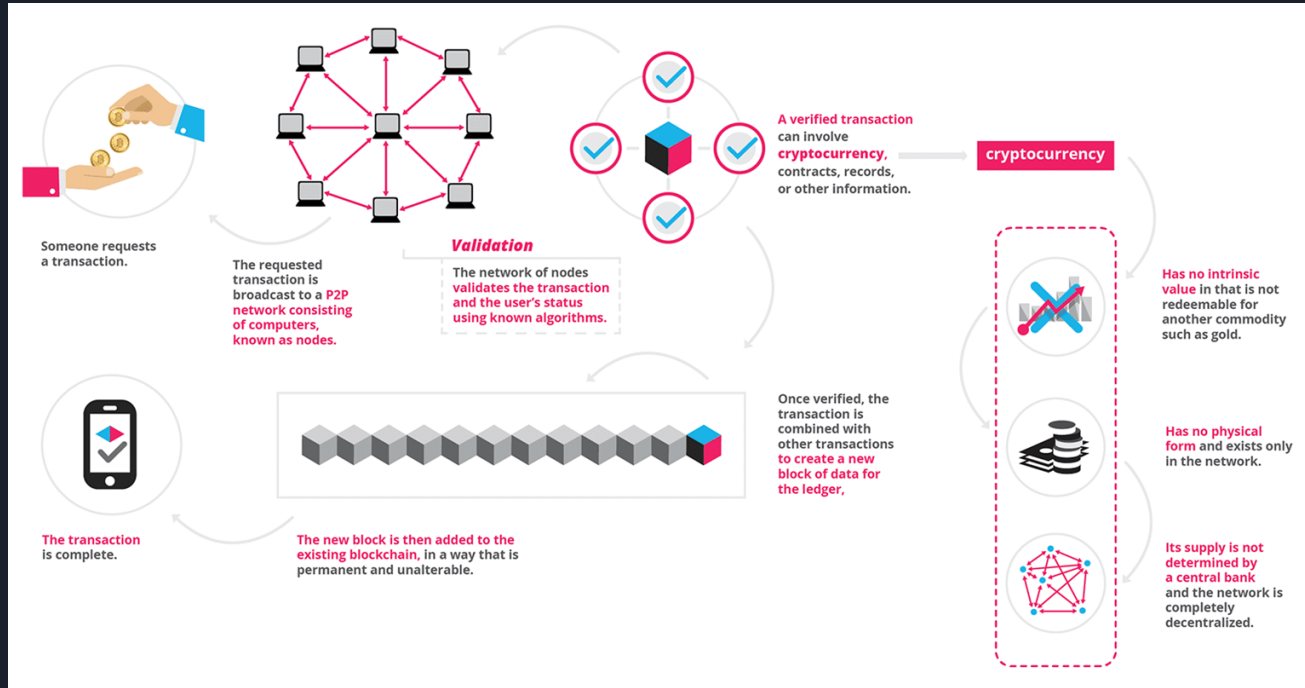 Someone requests
a transaction.
The requested
transaction is
broadcast to a P2P
network consisting
of computers,
known as nodes.
Validation
The network of nodes
validates the transaction
and the user's status
using known algorithms.
A verified transaction
can involve
cryptocurrency,
contracts, records,
or other information.
cryptocurrency
Has no intrinsic
value in that is not
redeemable for
another commodity
such as gold.
Has no physical
form and exists only
in the network.
Its supply is not
determined by
a central bank
and the network is
completely
decentralized.
Once verified, the
transaction is
combined with
other transactions
to create a new
block of data for
the ledger,
The new block is then added to the
existing blockchain, in a way that is
permanent and unalterable.
The transaction
is complete.